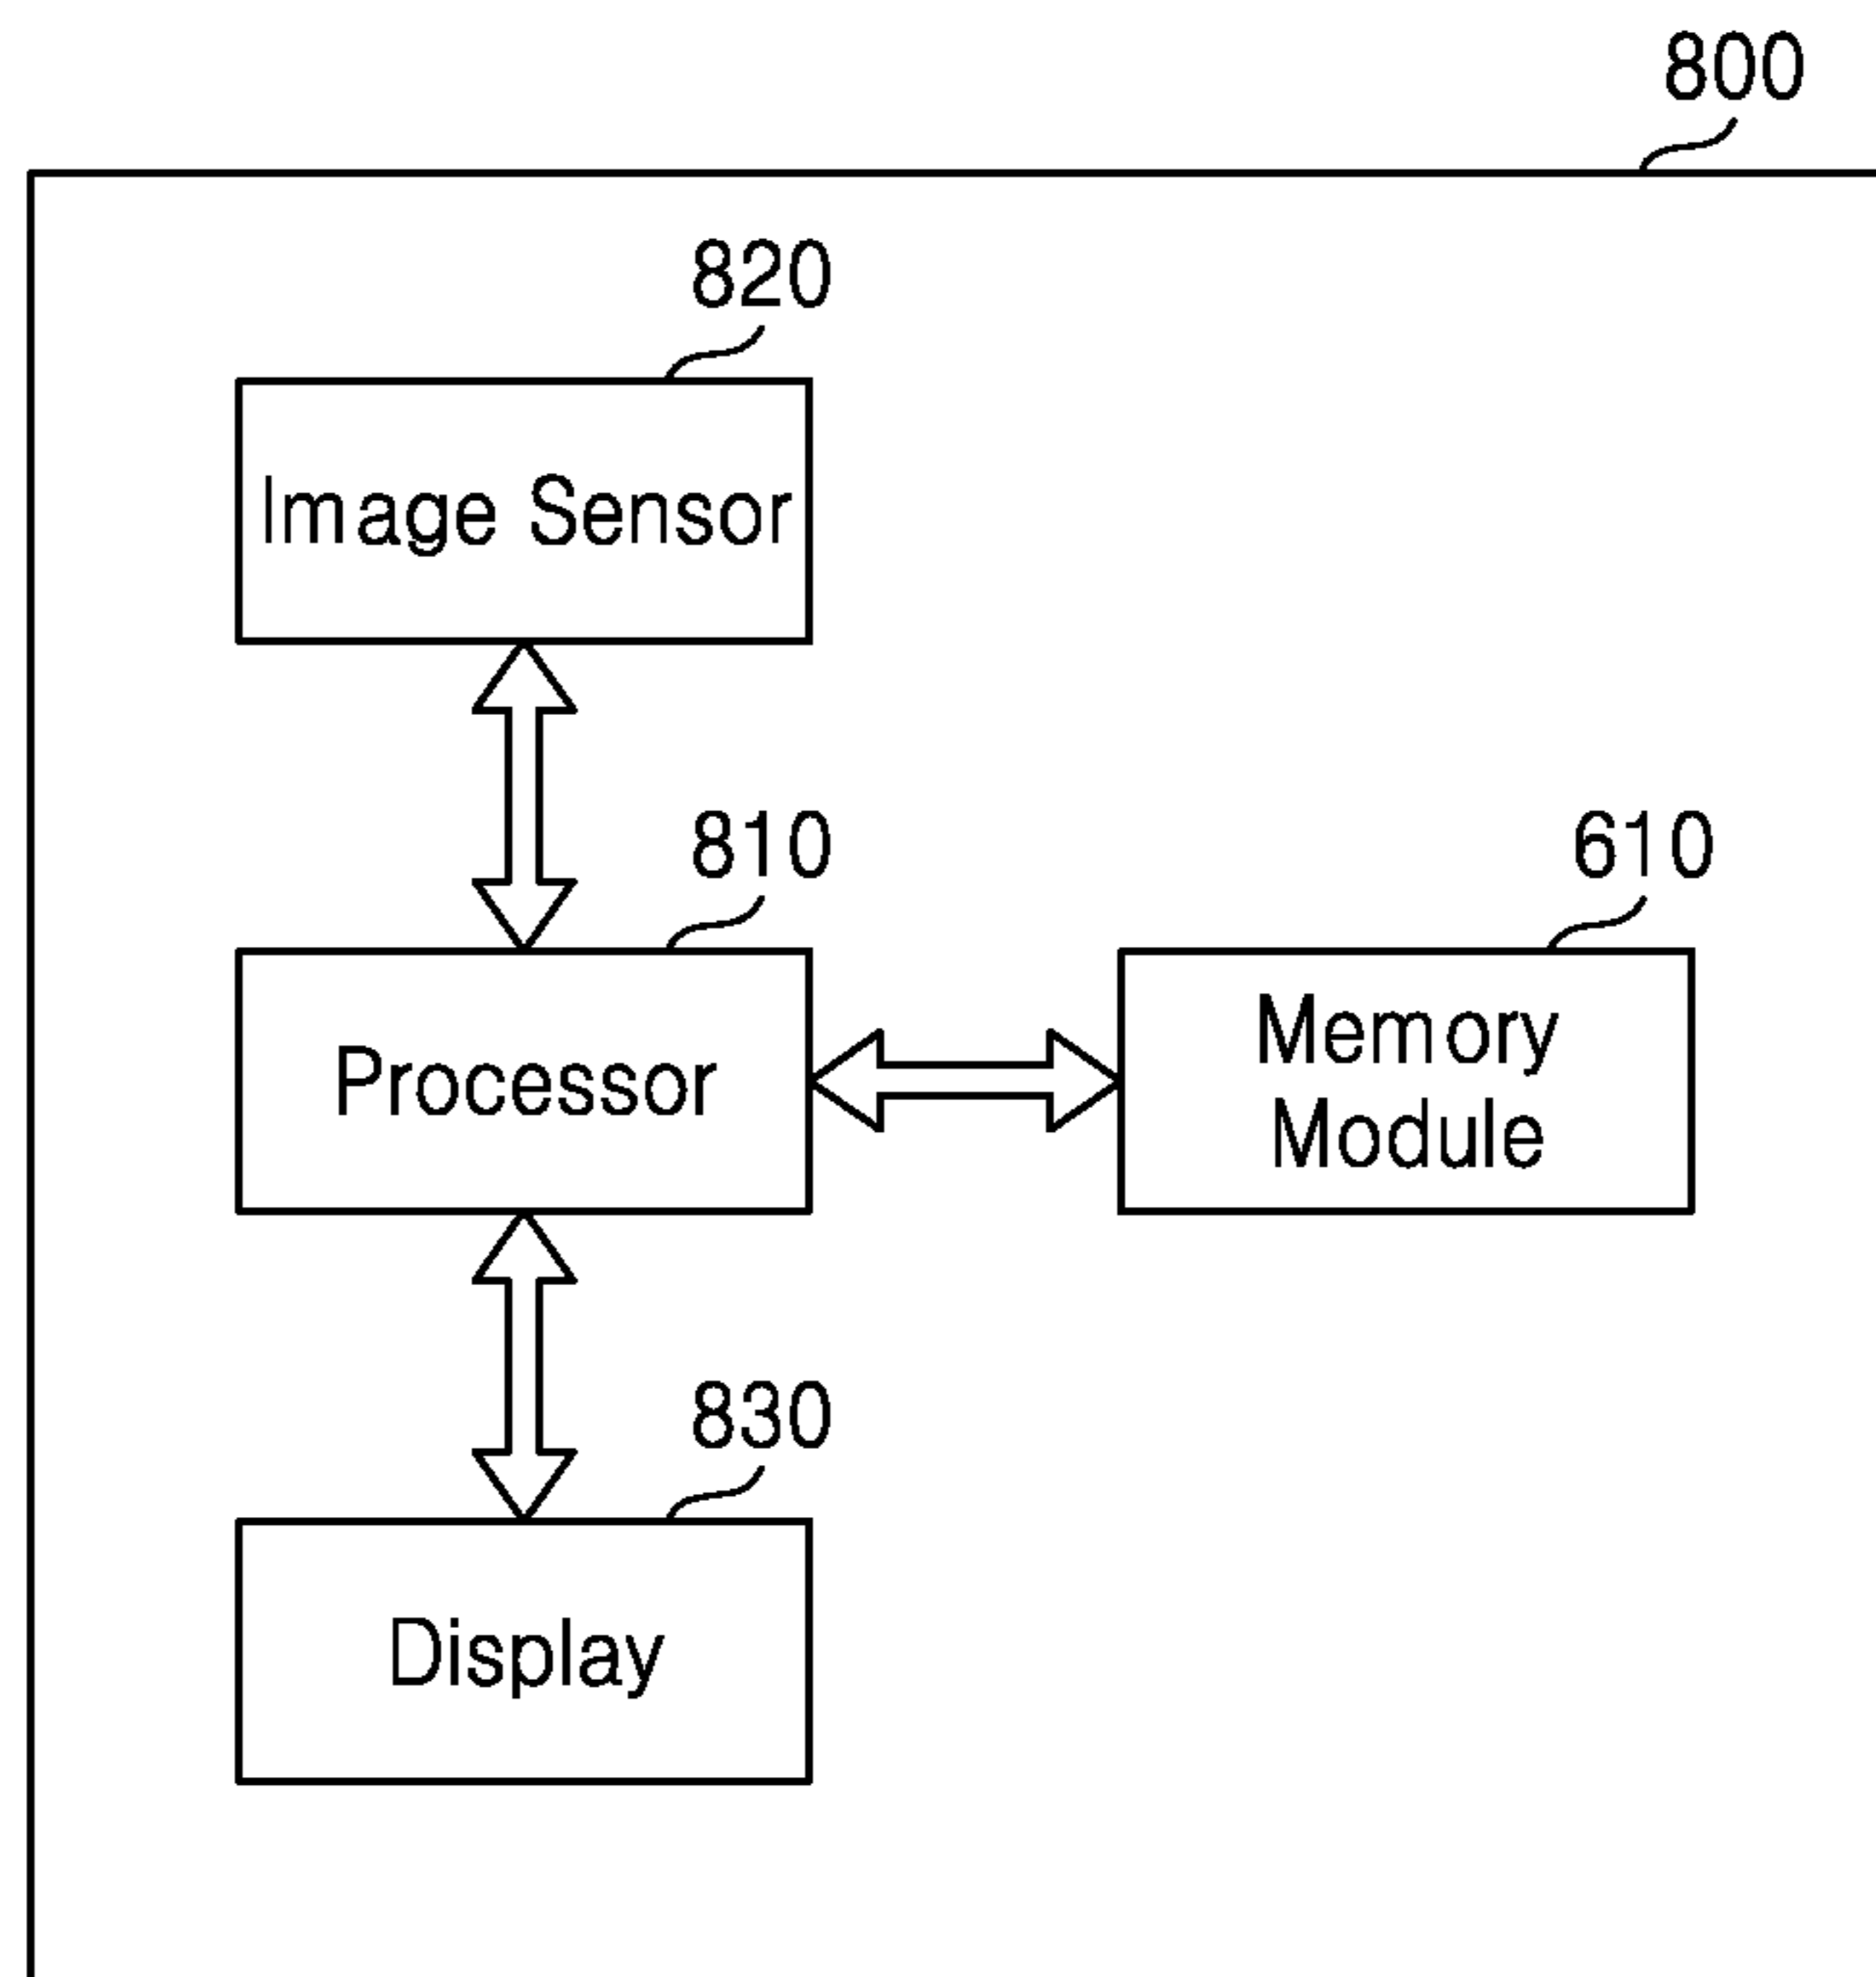 800
820
Image Sensor
810
610
Processor
Memory
Module
830
Display